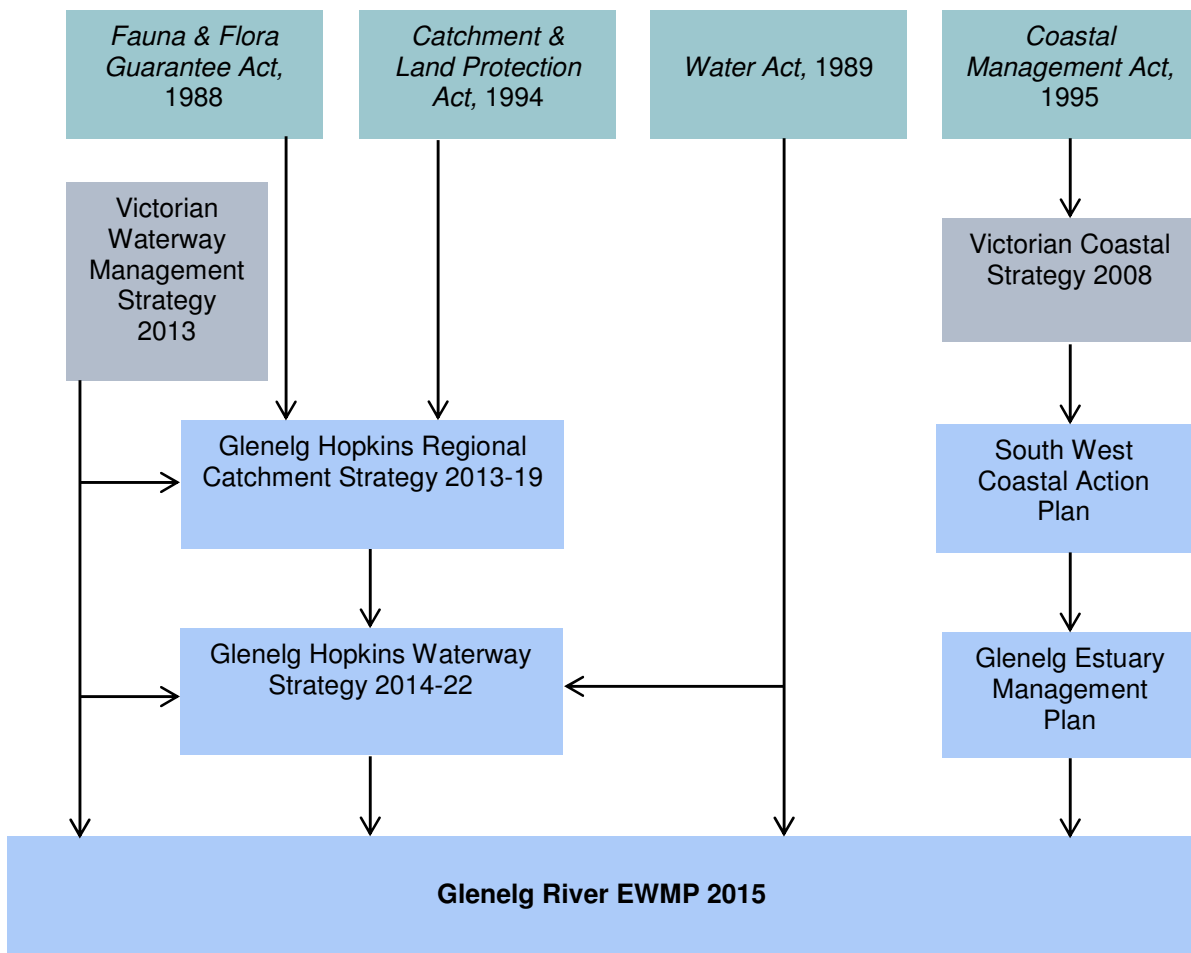 Fauna & Flora
Guarantee Act,
1988
Catchment &
Land Protection
Act, 1994
Water Act, 1989
Coastal
Management Act,
1995
Victorian
Waterway
Management
Strategy
2013
Victorian Coastal
Strategy 2008
Glenelg Hopkins Regional
Catchment Strategy 2013-19
South West
Coastal Action
Plan
Glenelg Hopkins Waterway
Strategy 2014-22
Glenelg Estuary
Management
Plan
Glenelg River EWMP 2015